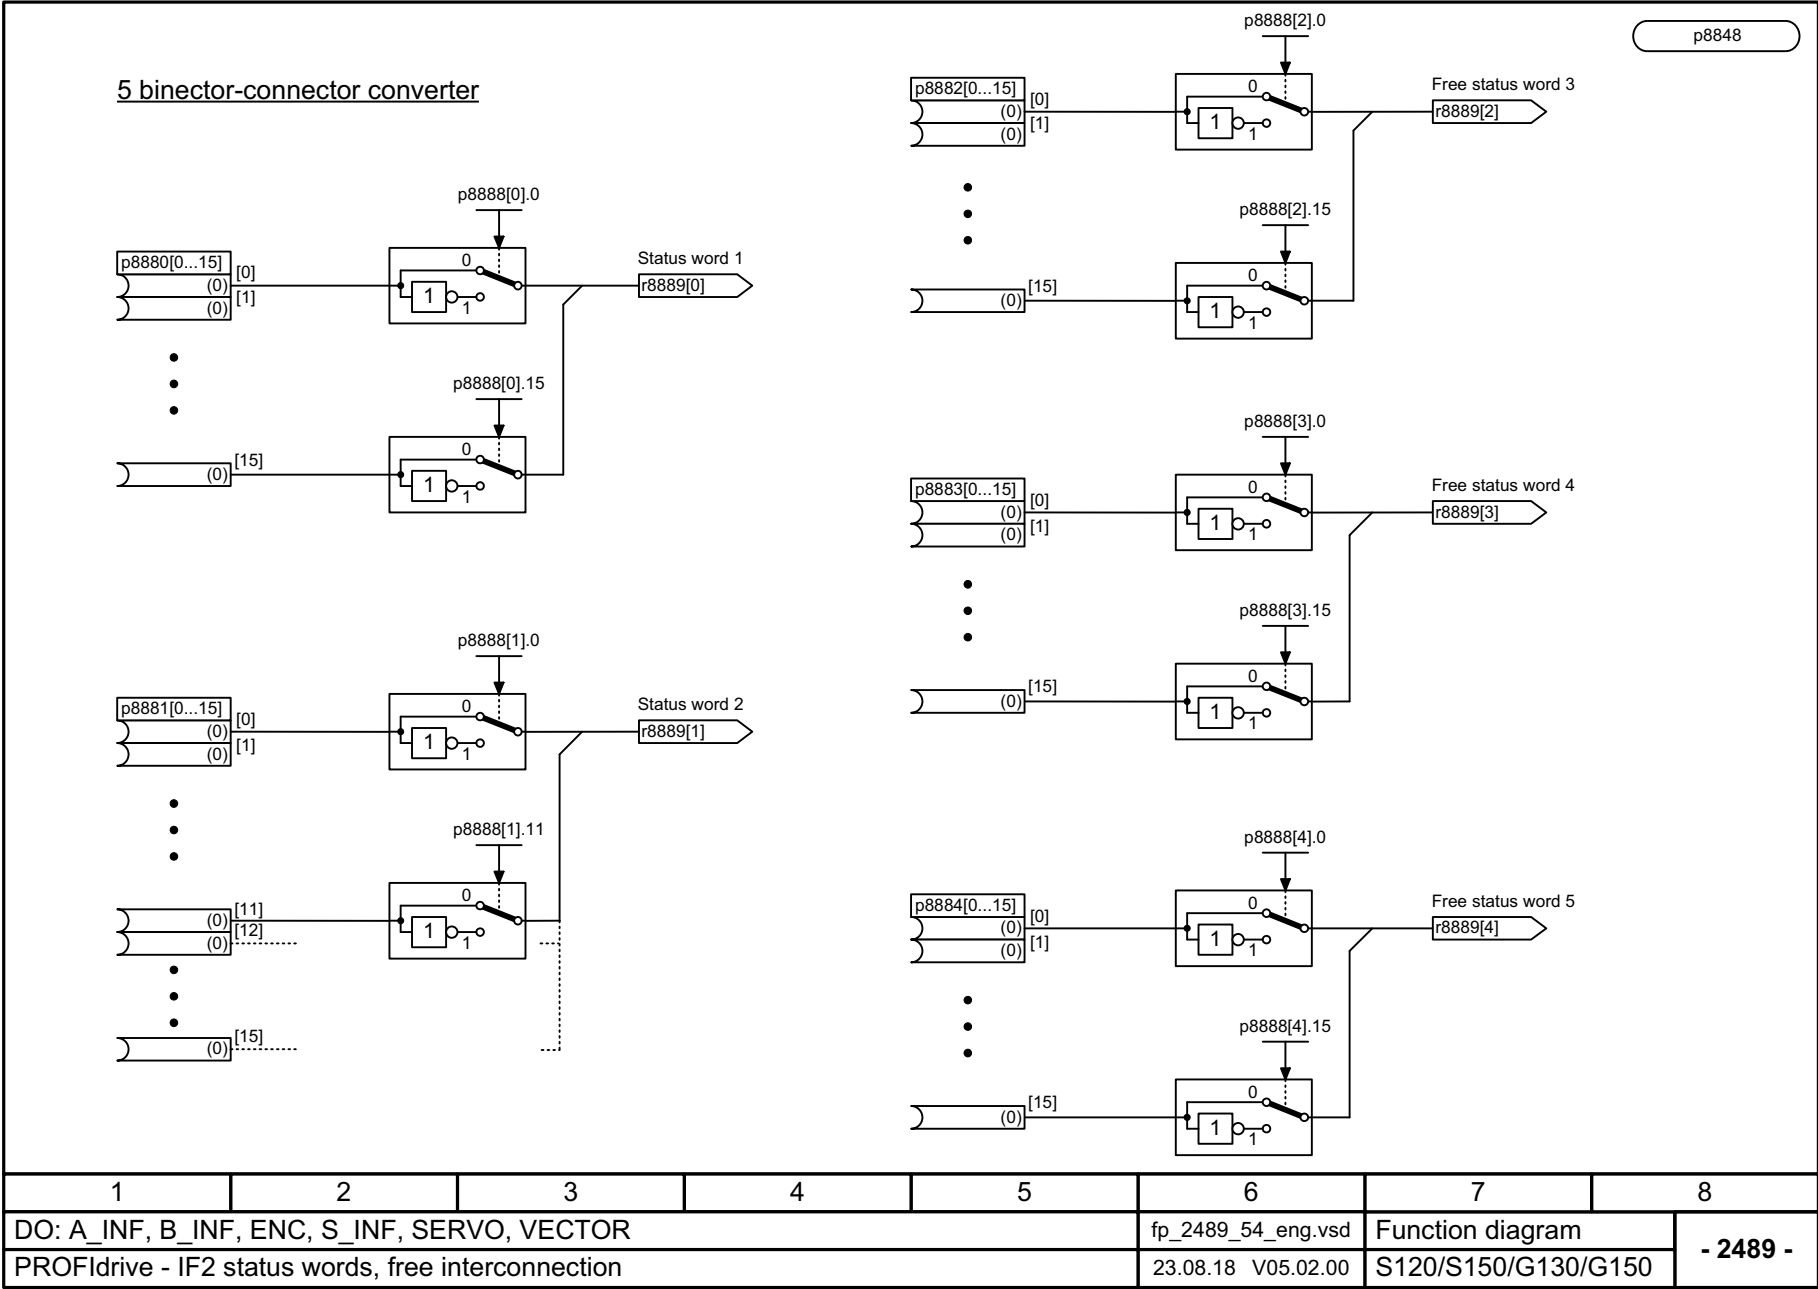 p8848
5 binector-connector converter
p8888[0].0
p8880[0...15]
[0]
(0)
[1]
(0)
0
1
1
Status word 1
r8889[0]
p8888[0].15
[15]
(0)
0
1
1
p8888[1].0
p8881[0...15]
[0]
(0)
[1]
(0)
0
1
1
Status word 2
r8889[1]
p8888[1].11
[11]
(0)
[12]
(0)
0
1
1
[15]
(0)
p8888[2].0
p8882[0...15]
[0]
(0)
[1]
(0)
0
1
1
Free status word 3
r8889[2]
p8888[2].15
[15]
(0)
0
1
1
p8888[3].0
p8883[0...15]
[0]
(0)
[1]
(0)
0
1
1
Free status word 4
r8889[3]
p8888[3].15
[15]
(0)
0
1
1
p8888[4].0
p8884[0...15]
[0]
(0)
[1]
(0)
0
1
1
Free status word 5
r8889[4]
p8888[4].15
[15]
(0)
0
1
1
1 2 3 4 5 6 7 8
DO: A_INF, B_INF, ENC, S_INF, SERVO, VECTOR
fp_2489_54_eng.vsd
Function diagram
- 2489 -
PROFIdrive - IF2 status words, free interconnection
23.08.18 V05.02.00
S120/S150/G130/G150